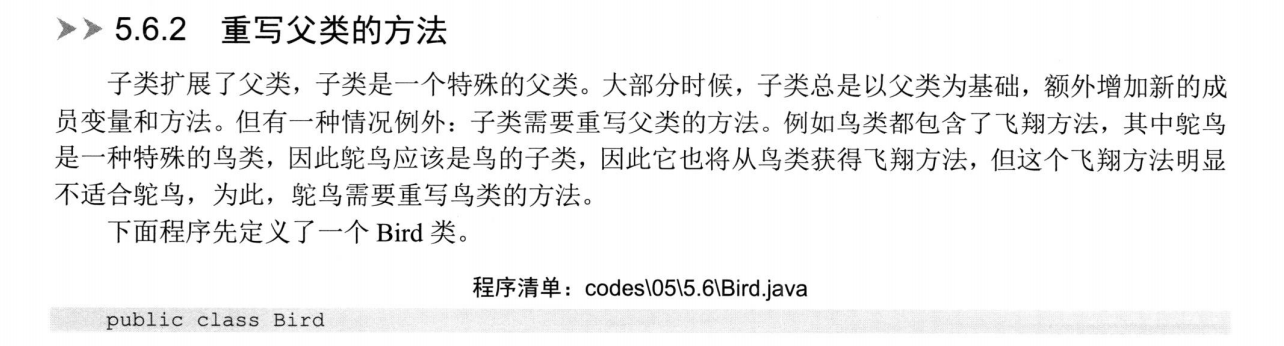 5.6.2 重写父类的方法
子类扩展了父类，子类是一个特殊的父类。大部分时候，子类总是以父类为基础，额外增加新的成
员变量和方法。但有一种情况例外：子类需要重写父类的方法。例如鸟类都包含了飞翔方法，其中鸵鸟
是一种特殊的鸟类，因此鸵鸟应该是鸟的子类，因此它也将从鸟类获得飞翔方法，但这个飞翔方法明显
不适合鸵鸟，为此，鸵鸟需要重写鸟类的方法。
下面程序先定义了一个 Bird 类。
程序清单：codes\05\5.6\Bird.java
public class Bird